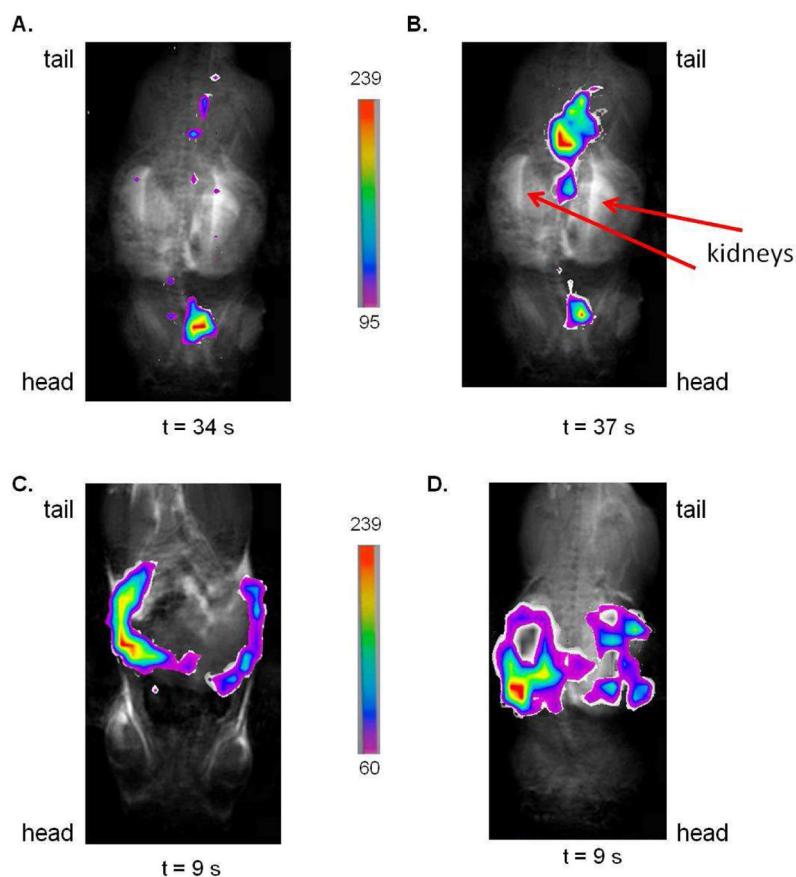 A.
B.
tail
239
tail
kidneys
95
head
head
t = 34 s
t = 37 s
C.
D.
tail
239
tail
60
head
head
t = 9 s
t = 9 s